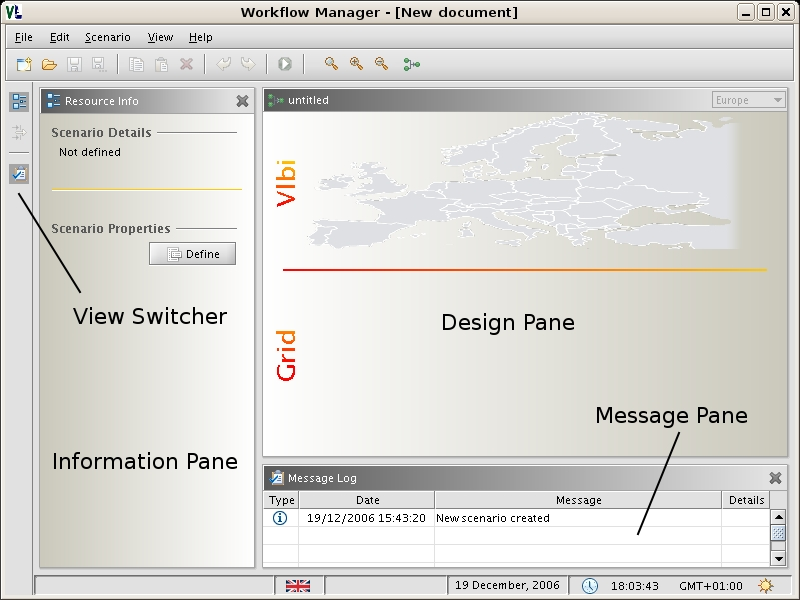 VL
Workflow Manager - [New document]
File Edit Scenario View Help
Resource Info
Scenario Details
Not defined
Scenario Properties
Define
View Switcher
Information Pane
untitled
Europe
Vlbi
Grid
Design Pane
Message Pane
Message Log
Type Date Message Details
19/12/2006 15:43:20 New scenario created
19 December, 2006 18:03:43 GMT+01:00